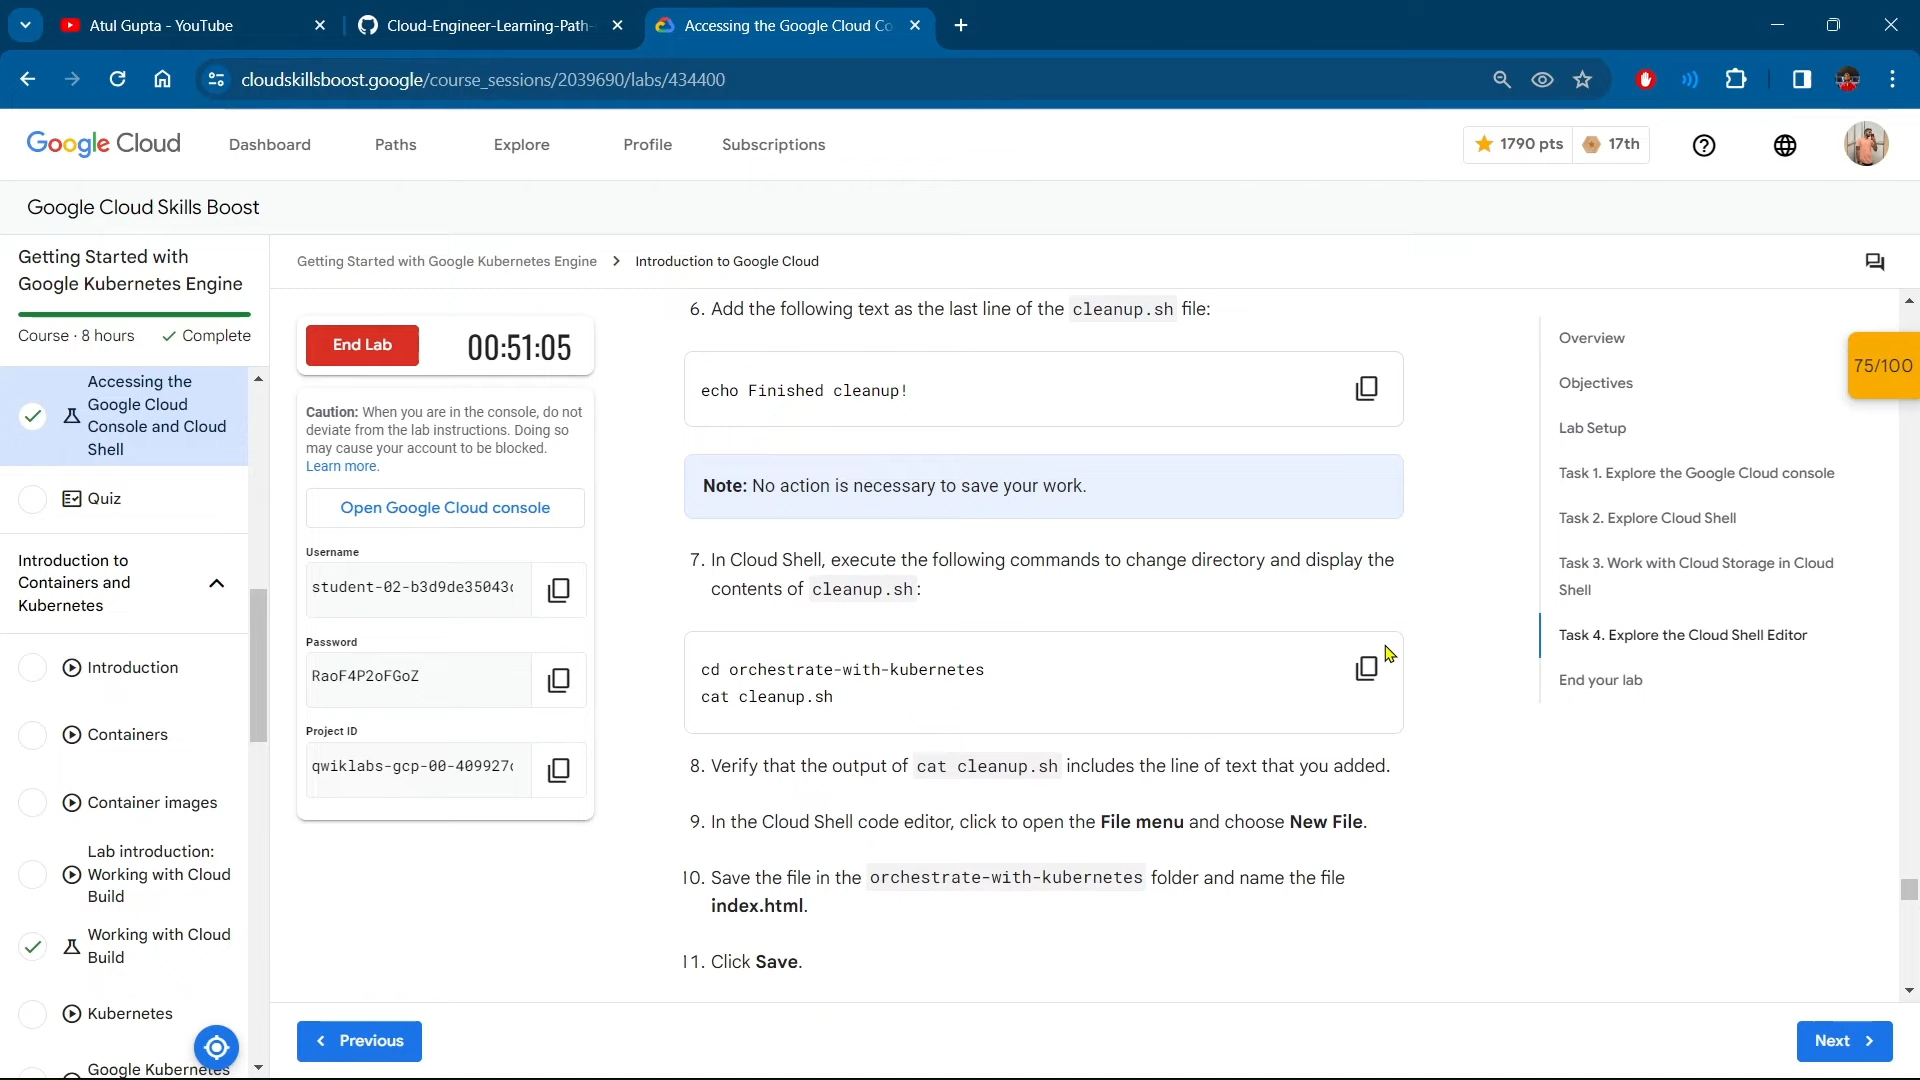 Atul Gupta - YouTube
Cloud-Engineer-Learning-Path-
Accessing the Google Cloud Co
cloudskillsboost.google/course_sessions/2039690/labs/434400
Google Cloud
Dashboard
Paths
Explore
Profile
Subscriptions
1790 pts
17th
Google Cloud Skills Boost
Getting Started with
Google Kubernetes Engine
Course · 8 hours
Complete
Accessing the
Google Cloud
Console and Cloud
Shell
Quiz
Introduction to
Containers and
Kubernetes
Introduction
Containers
Container images
Lab introduction:
Working with Cloud
Build
Working with Cloud
Build
Kubernetes
Google Kubernetes
Getting Started with Google Kubernetes Engine
Introduction to Google Cloud
End Lab
00:51:05
Caution: When you are in the console, do not
deviate from the lab instructions. Doing so
may cause your account to be blocked.
Learn more.
Open Google Cloud console
Username
student-02-b3d9de35043c
Password
RaoF4P2oFGoZ
Project ID
qwiklabs-gcp-00-409927c
6. Add the following text as the last line of the cleanup.sh file:
echo Finished cleanup!
Note: No action is necessary to save your work.
7. In Cloud Shell, execute the following commands to change directory and display the
contents of cleanup.sh:
cd orchestrate-with-kubernetes
cat cleanup.sh
8. Verify that the output of cat cleanup.sh includes the line of text that you added.
9. In the Cloud Shell code editor, click to open the File menu and choose New File.
10. Save the file in the orchestrate-with-kubernetes folder and name the file
index.html.
11. Click Save.
Overview
Objectives
Lab Setup
Task 1. Explore the Google Cloud console
Task 2. Explore Cloud Shell
Task 3. Work with Cloud Storage in Cloud
Shell
Task 4. Explore the Cloud Shell Editor
End your lab
75/100
Previous
Next